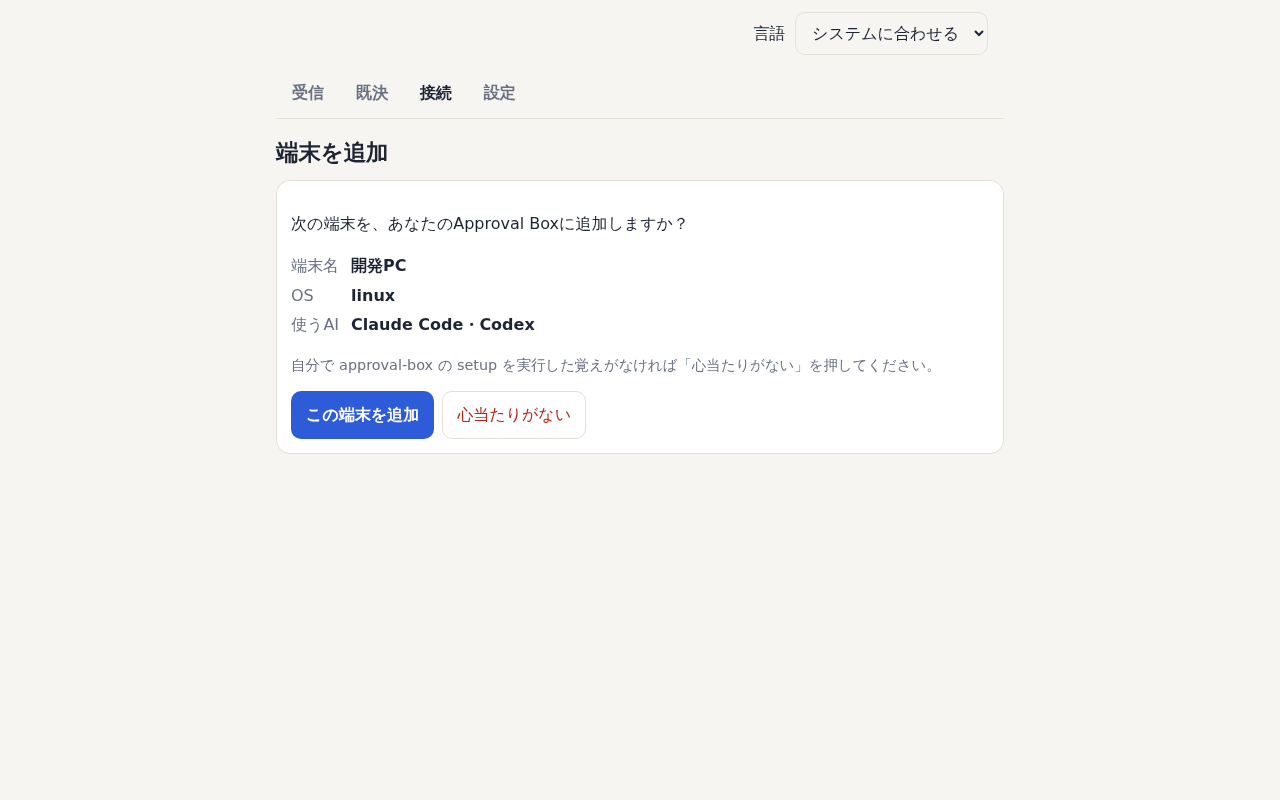 言語 システムに合わせる
受信 既決 接続 設定
端末を追加
次の端末を、あなたのApproval Boxに追加しますか？
端末名 開発PC
OS linux
使うAI Claude Code・Codex
自分で approval-box の setup を実行した覚えがなければ「心当たりがない」を押してください。
この端末を追加 心当たりがない